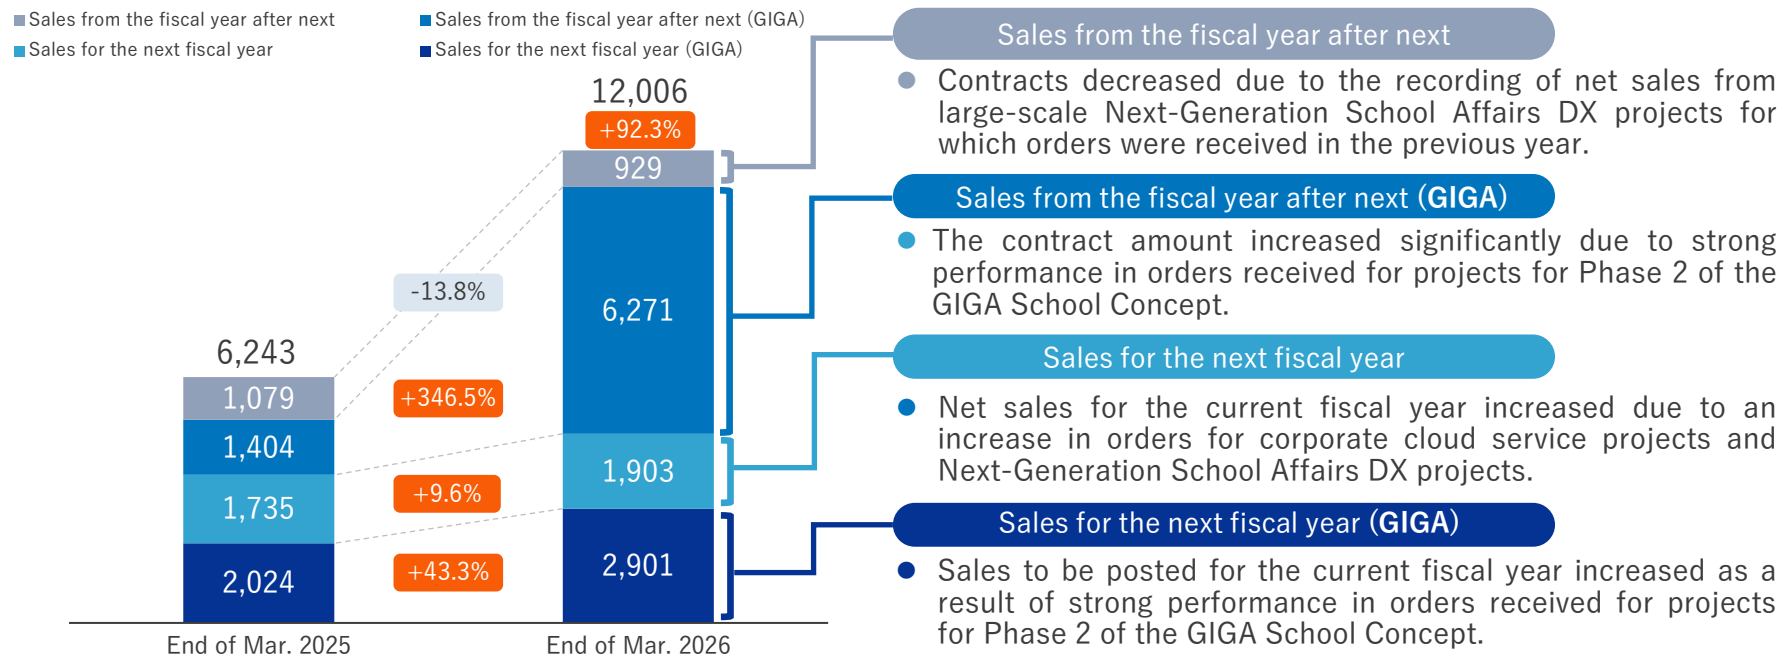 Sales from the fiscal year after next
Sales from the fiscal year after next (GIGA)
Sales for the next fiscal year
Sales for the next fiscal year (GIGA)
12,006
+92.3%
929
-13.8%
6,271
6,243
1,079
+346.5%
1,404
1,903
+9.6%
1,735
2,901
+43.3%
2,024
End of Mar. 2025
End of Mar. 2026
Sales from the fiscal year after next
Contracts decreased due to the recording of net sales from
large-scale Next-Generation School Affairs DX projects for
which orders were received in the previous year.
Sales from the fiscal year after next (GIGA)
The contract amount increased significantly due to strong
performance in orders received for projects for Phase 2 of the
GIGA School Concept.
Sales for the next fiscal year
Net sales for the current fiscal year increased due to an
increase in orders for corporate cloud service projects and
Next-Generation School Affairs DX projects.
Sales for the next fiscal year (GIGA)
Sales to be posted for the current fiscal year increased as a
result of strong performance in orders received for projects
for Phase 2 of the GIGA School Concept.